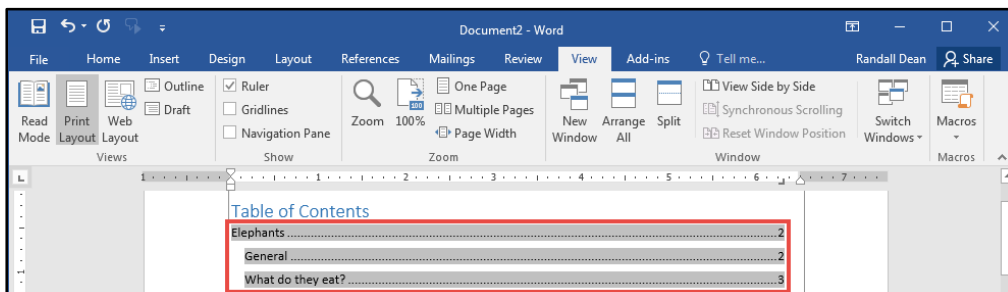 Document2 - Word
File Home Insert Design Layout References Mailings Review View Add-ins Tell me... Randall Dean Share
Read Mode
Print Layout
Web Layout
Outline
Draft
Views
Ruler
Gridlines
Navigation Pane
Show
Zoom
100
100%
One Page
Multiple Pages
Page Width
Zoom
New Window
Arrange All
Split
View Side by Side
Synchronous Scrolling
Reset Window Position
Window
Switch Windows
Macros
Macros
1 1 2 3 4 5 6 7
Table of Contents
Elephants 2
General 2
What do they eat? 3